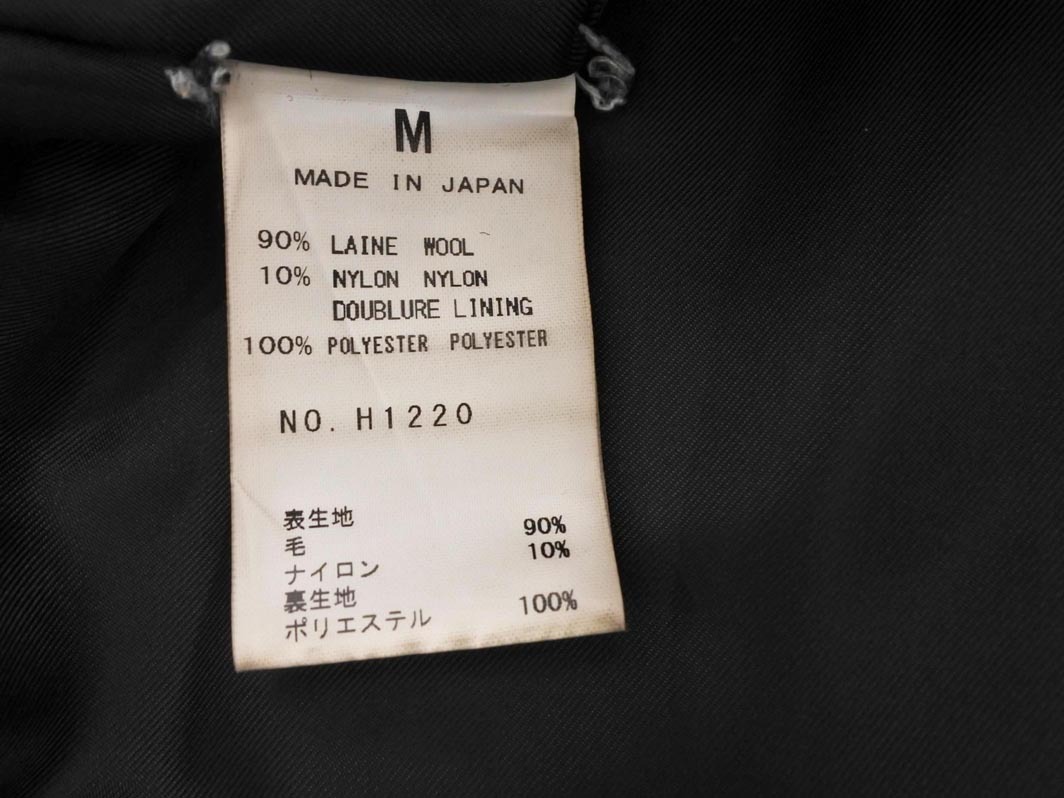 M
MADE IN JAPAN
90% LAINE WOOL
10% NYLON NYLON
DOUBLURE LINING
100% POLYESTER POLYESTER
NO. H1220
表生地
毛 90%
ナイロン 10%
裏生地
ポリエステル 100%